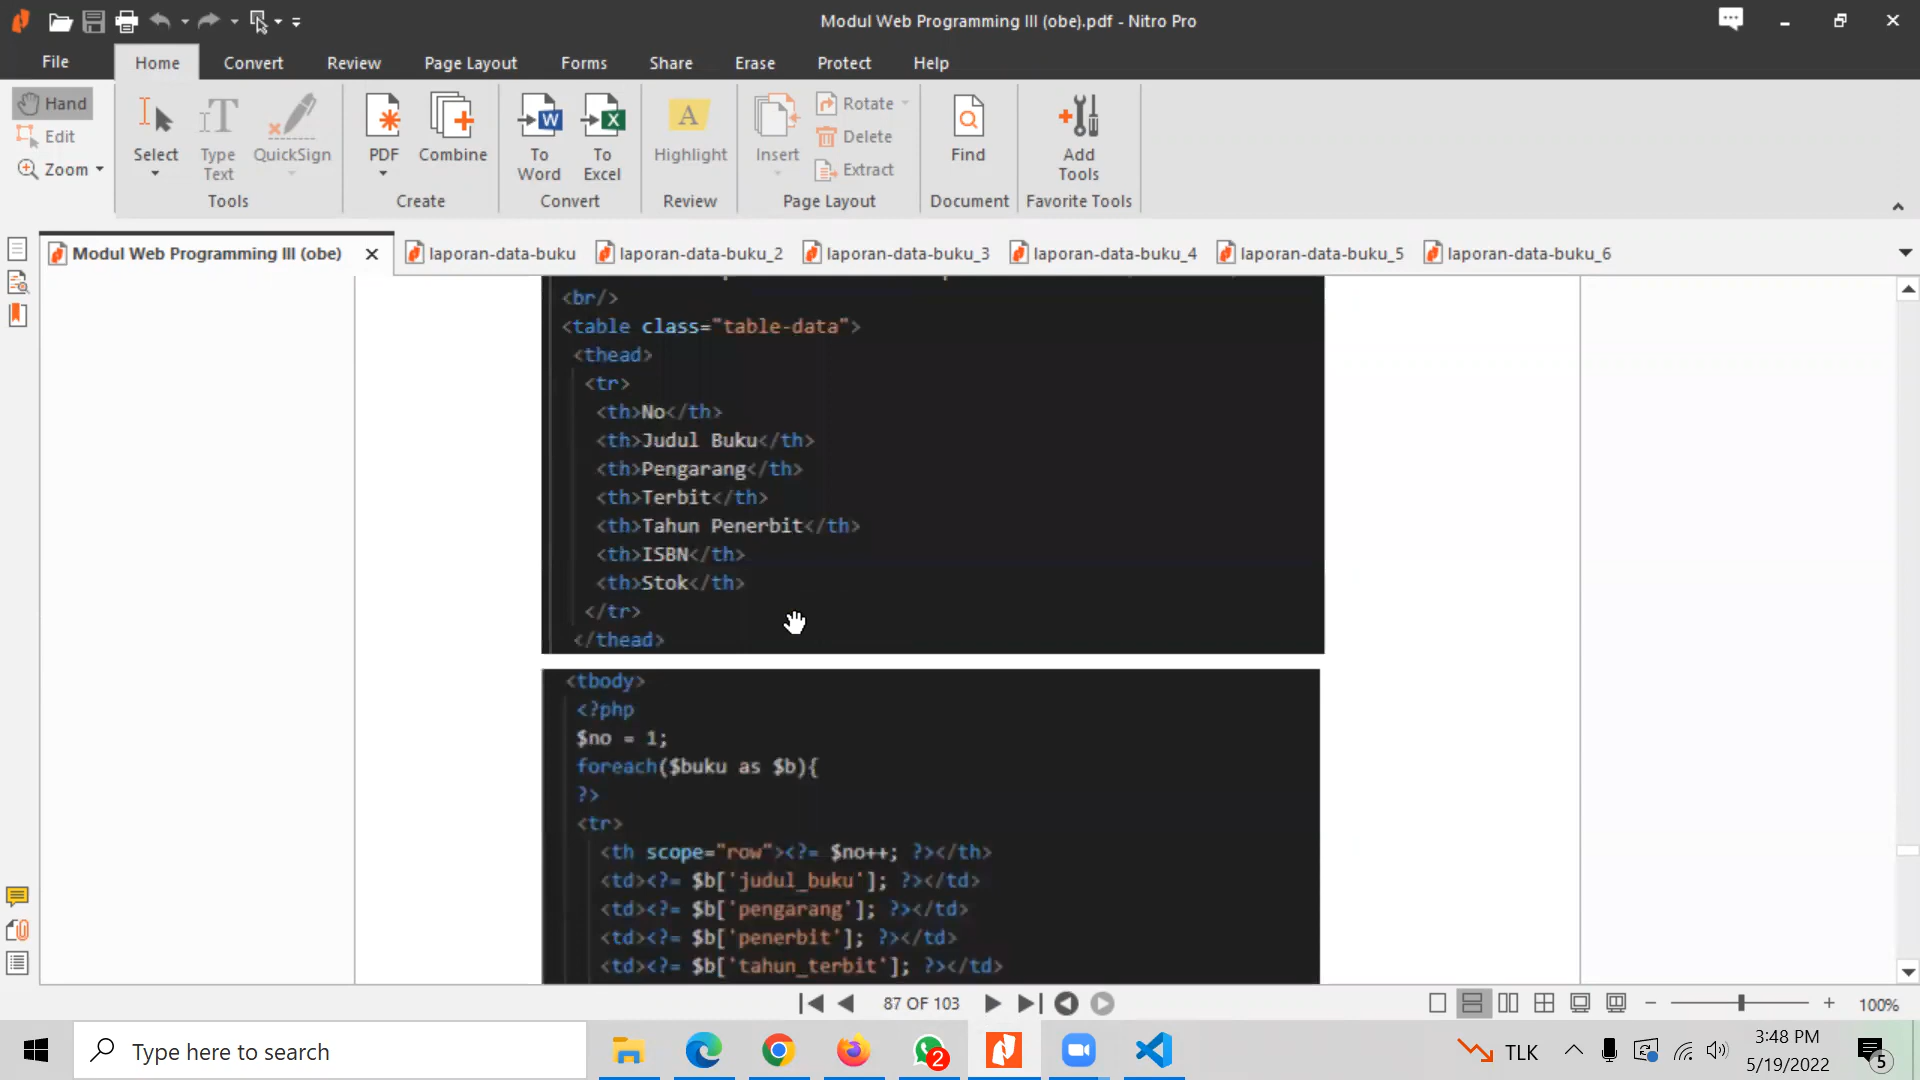 Modul Web Programming III (obe).pdf - Nitro Pro
File
Home
Convert
Review
Page Layout
Forms
Share
Erase
Protect
Help
Hand
Edit
Zoom
Select
Type
Text
QuickSign
Tools
PDF
Combine
Create
To
Word
To
Excel
Convert
Highlight
Review
Insert
Rotate
Delete
Extract
Page Layout
Find
Document
Add
Tools
Favorite Tools
Modul Web Programming III (obe)
laporan-data-buku
laporan-data-buku_2
laporan-data-buku_3
laporan-data-buku_4
laporan-data-buku_5
laporan-data-buku_6
<br/>
<table class="table-data">
<thead>
<tr>
<th>No</th>
<th>Judul Buku</th>
<th>Pengarang</th>
<th>Terbit</th>
<th>Tahun Penerbit</th>
<th>ISBN</th>
<th>Stok</th>
</tr>
</thead>
<tbody>
<?php
$no = 1;
foreach($buku as $b){
?>
<tr>
<th scope="row"><?= $no++; ?></th>
<td><?= $b['judul_buku']; ?></td>
<td><?= $b['pengarang']; ?></td>
<td><?= $b['penerbit']; ?></td>
<td><?= $b['tahun_terbit']; ?></td>
87 OF 103
100%
Type here to search
2
TLK
3:48 PM
5/19/2022
5